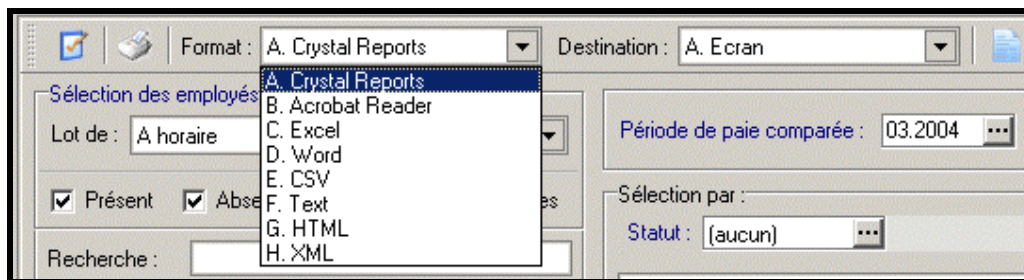 Format : A. Crystal Reports Destination : A. Ecran
A. Crystal Reports
B. Acrobat Reader
C. Excel
D. Word
E. CSV
F. Text
G. HTML
H. XML
Sélection des employés
Lot de : A horaire
Présent
Recherche :
Période de paie comparée : 03.2004
Sélection par :
Statut : (aucun)